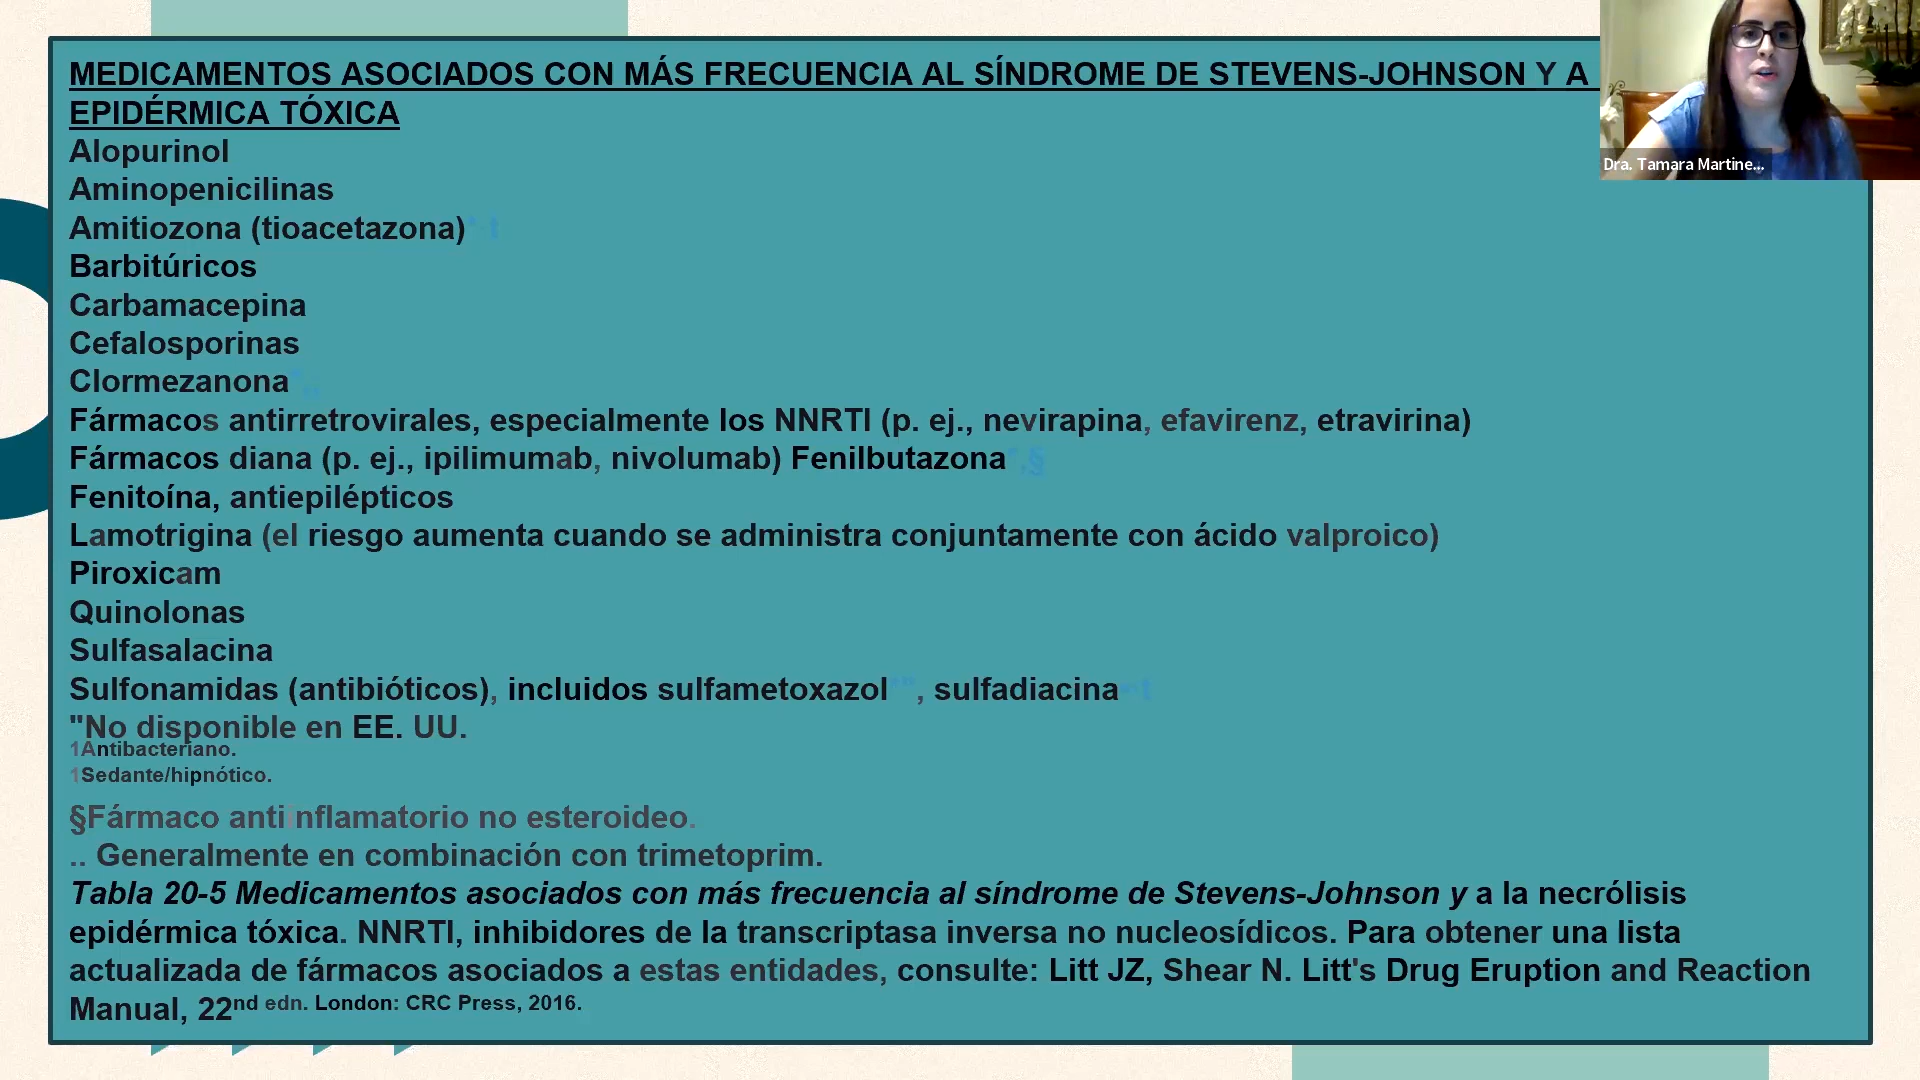 MEDICAMENTOS ASOCIADOS CON MÁS FRECUENCIA AL SÍNDROME DE STEVENS-JOHNSON Y A
EPIDÉRMICA TÓXICA
Alopurinol
Aminopenicilinas
Amitiozona (tioacetazona)
Barbitúricos
Carbamacepina
Cefalosporinas
Clormezanona
Fármacos antirretrovirales, especialmente los NNRTI (p. ej., nevirapina, efavirenz, etravirina)
Fármacos diana (p. ej., ipilimumab, nivolumab) Fenilbutazona ,§
Fenitoína, antiepilépticos
Lamotrigina (el riesgo aumenta cuando se administra conjuntamente con ácido valproico)
Piroxicam
Quinolonas
Sulfasalacina
Sulfonamidas (antibióticos), incluidos sulfametoxazol, sulfadiacina
"No disponible en EE. UU.
1Antibacteriano.
1Sedante/hipnótico.
§Fármaco antiinflamatorio no esteroideo.
.. Generalmente en combinación con trimetoprim.
Tabla 20-5 Medicamentos asociados con más frecuencia al síndrome de Stevens-Johnson y a la necrólisis
epidérmica tóxica. NNRTI, inhibidores de la transcriptasa inversa no nucleosídicos. Para obtener una lista
actualizada de fármacos asociados a estas entidades, consulte: Litt JZ, Shear N. Litt's Drug Eruption and Reaction
Manual, 22nd edn. London: CRC Press, 2016.
Dra. Tamara Martine...